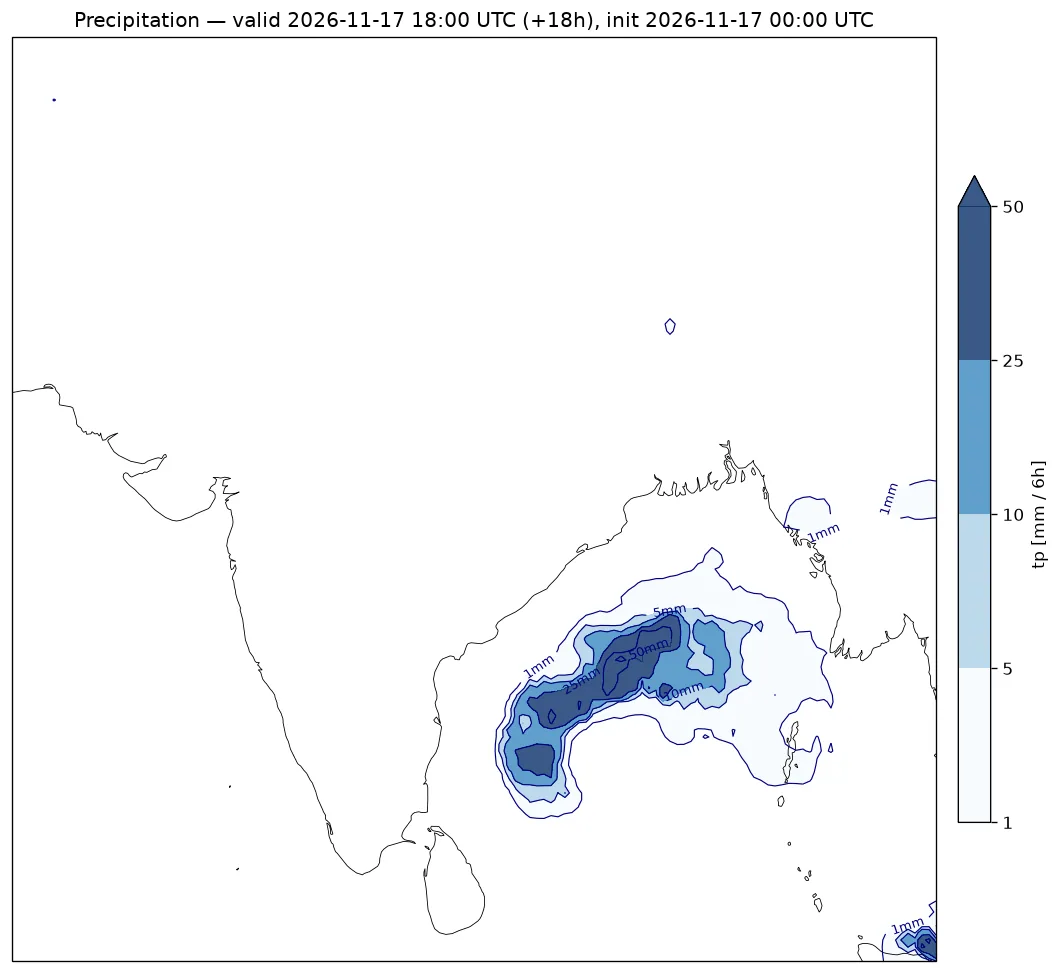 Precipitation — valid 2026-11-17 18:00 UTC (+18h), init 2026-11-17 00:00 UTC
50
25
10
5
1
tp [mm / 6h]
1mm
1mm
5mm
50mm
1mm
25mm
10mm
1mm